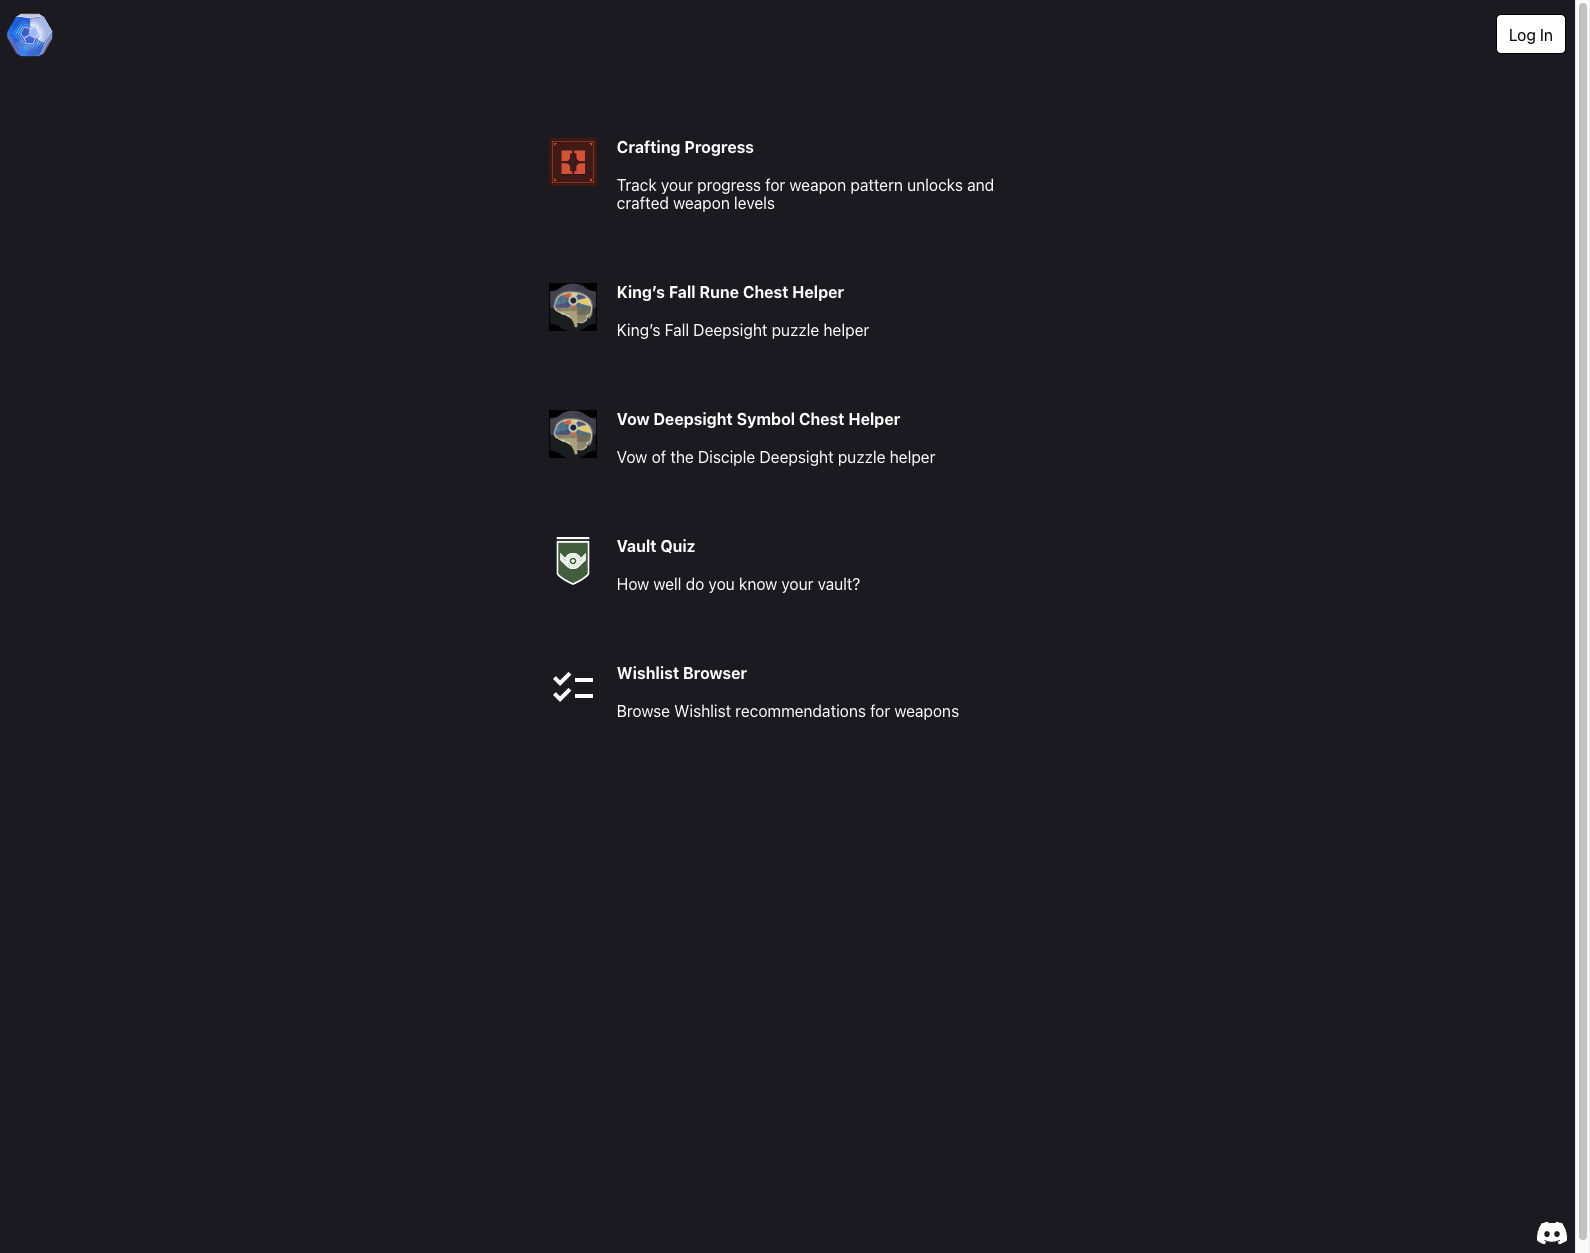 Log In
Crafting Progress
Track your progress for weapon pattern unlocks and
crafted weapon levels
King’s Fall Rune Chest Helper
King’s Fall Deepsight puzzle helper
Vow Deepsight Symbol Chest Helper
Vow of the Disciple Deepsight puzzle helper
Vault Quiz
How well do you know your vault?
Wishlist Browser
Browse Wishlist recommendations for weapons